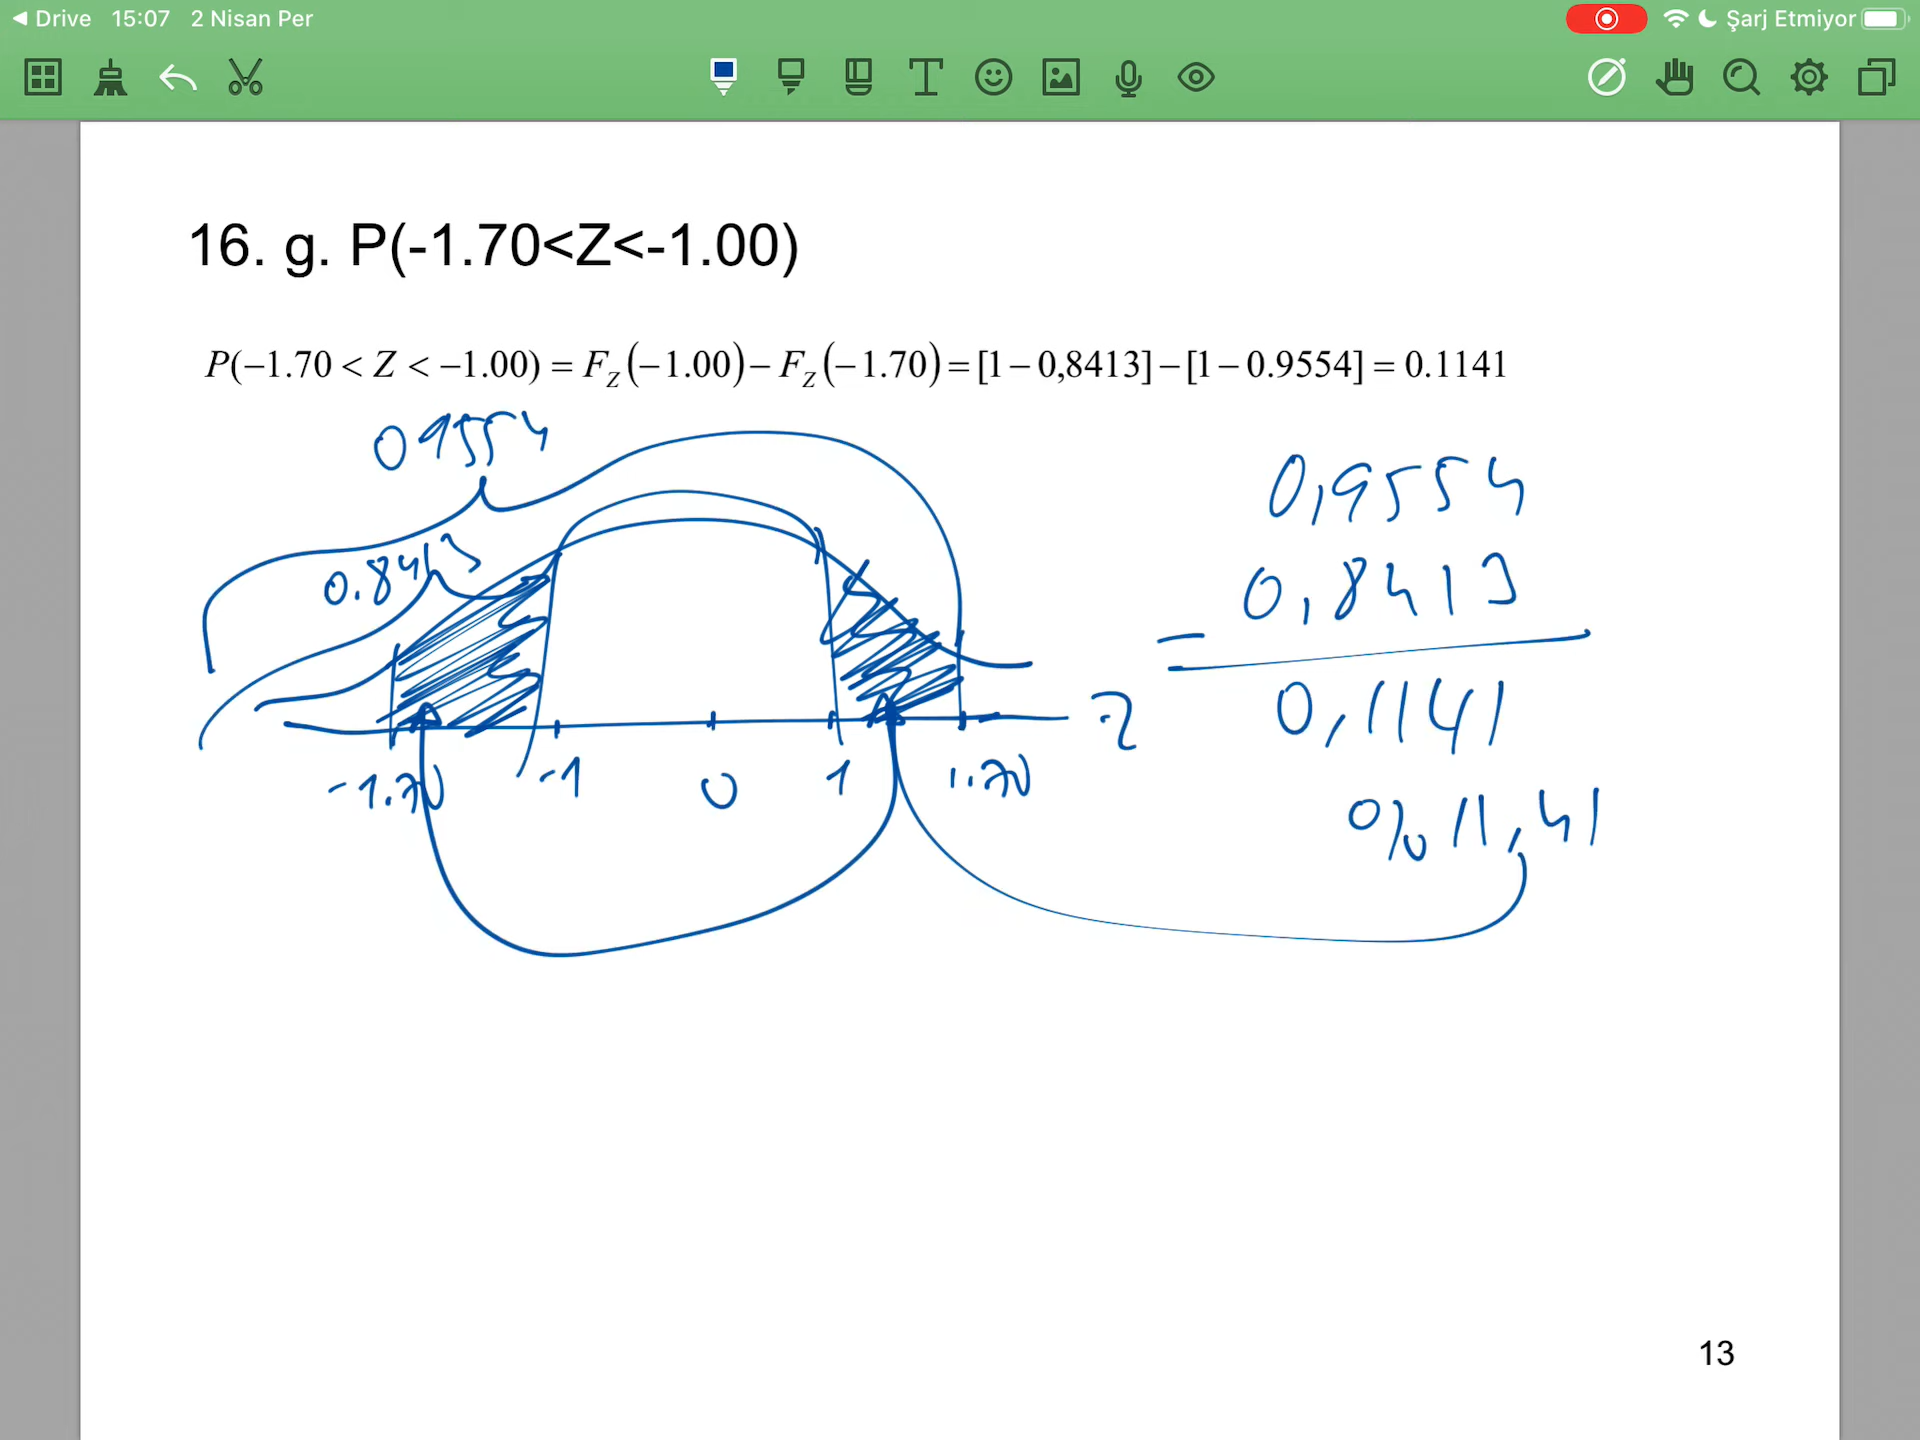 Drive 15:07 2 Nisan Per Şarj Etmiyor
16. g. P(-1.70<Z<-1.00)
P(−1.70 < Z < −1.00) = F_Z(−1.00) − F_Z(−1.70) = [1 − 0,8413] − [1 − 0.9554] = 0.1141
09554
0,9554
0.8413
0,8413
−
0,1141
Z
-1.70 -1 0 1 1.70
%11,41
13